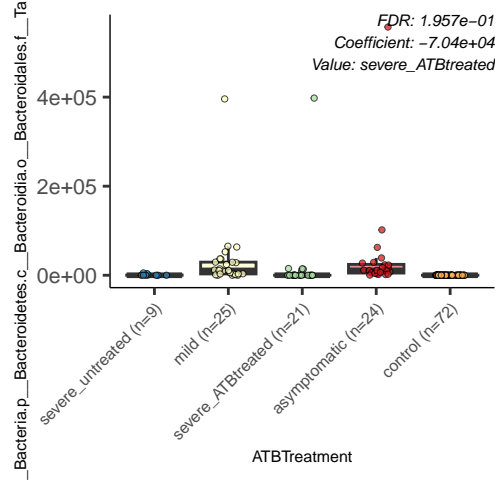 FDR: 1.957e−01
Coefficient: −7.04e+04
Value: severe_ATBtreated
_Bacteria.p__Bacteroidetes.c__Bacteroidia.o__Bacteroidales.f__Ta
4e+05
2e+05
0e+00
severe_untreated (n=9)
mild (n=25)
severe_ATBtreated (n=21)
asymptomatic (n=24)
control (n=72)
ATBTreatment